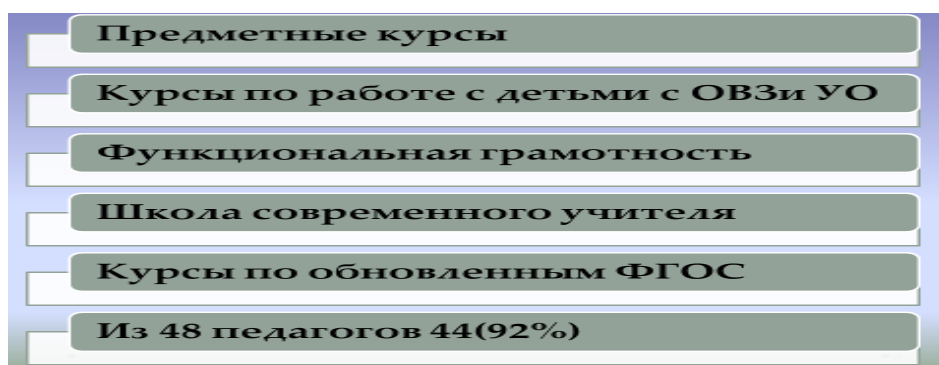 Предметные курсы
Курсы по работе с детьми с ОВЗи УО
Функциональная грамотность
Школа современного учителя
Курсы по обновленным ФГОС
Из 48 педагогов 44(92%)